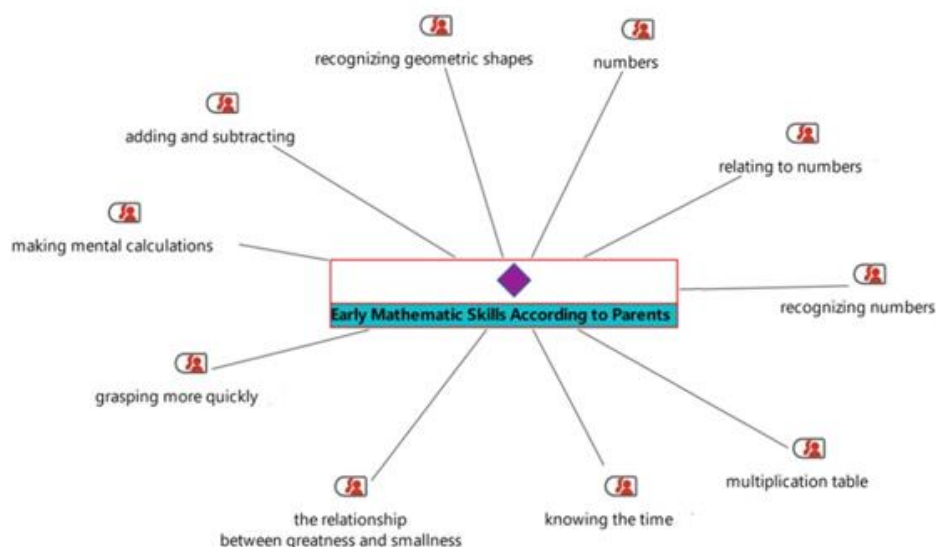 recognizing geometric shapes
numbers
adding and subtracting
relating to numbers
making mental calculations
recognizing numbers
Early Mathematic Skills According to Parents
grasping more quickly
multiplication table
the relationship
between greatness and smallness
knowing the time